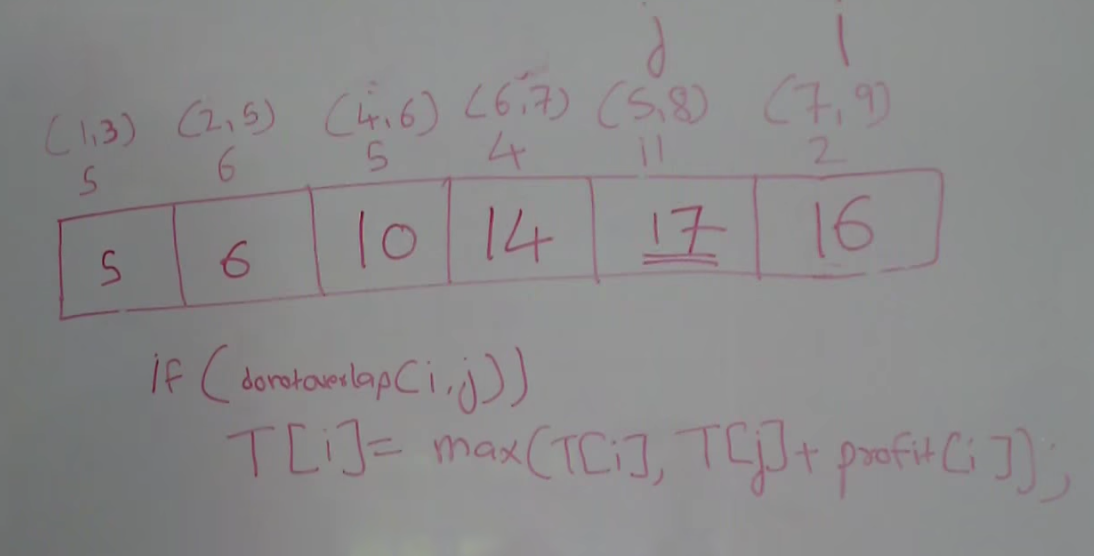 j i
(1,3) (2,5) (4,6) (6,7) (5,8) (7,9)
5 6 5 4 11 2
5 6 10 14 17 16
if (donotoverlap(i,j))
T[i]= max(T[i], T[j]+ profit[i]);